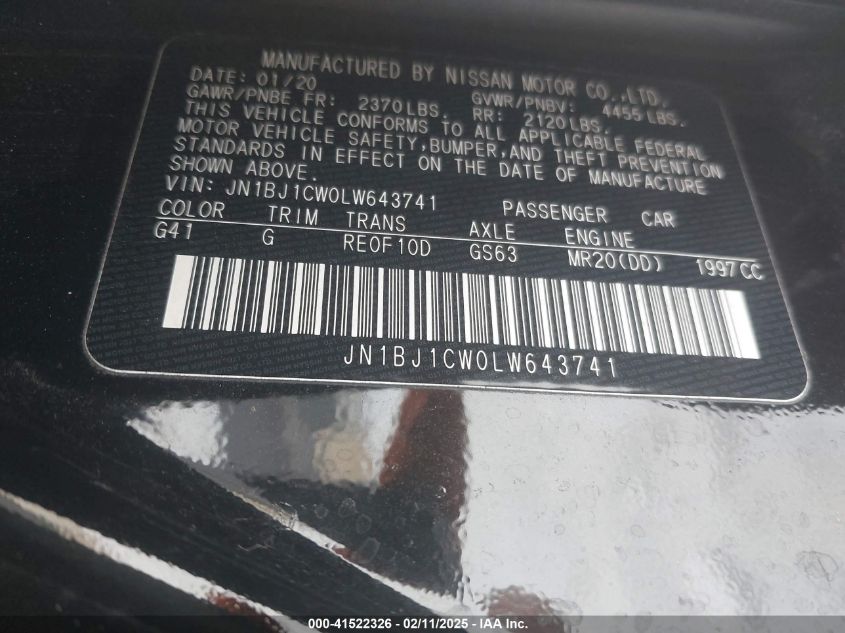 MANUFACTURED BY NISSAN MOTOR CO.,LTD.
DATE: 01/20
GAWR/PNBE FR: 2370LBS. GVWR/PNBV: 4455 LBS.
RR: 2120LBS.
THIS VEHICLE CONFORMS TO ALL APPLICABLE FEDERAL
MOTOR VEHICLE SAFETY,BUMPER,AND THEFT PREVENTION
STANDARDS IN EFFECT ON THE DATE OF MANUFACTURE
SHOWN ABOVE.
VIN: JN1BJ1CW0LW643741 PASSENGER CAR
COLOR TRIM TRANS AXLE ENGINE
G41 G RE0F10D GS63 MR20(DD) 1997CC
JN1BJ1CW0LW643741
000-41522326 - 02/11/2025 - IAA Inc.